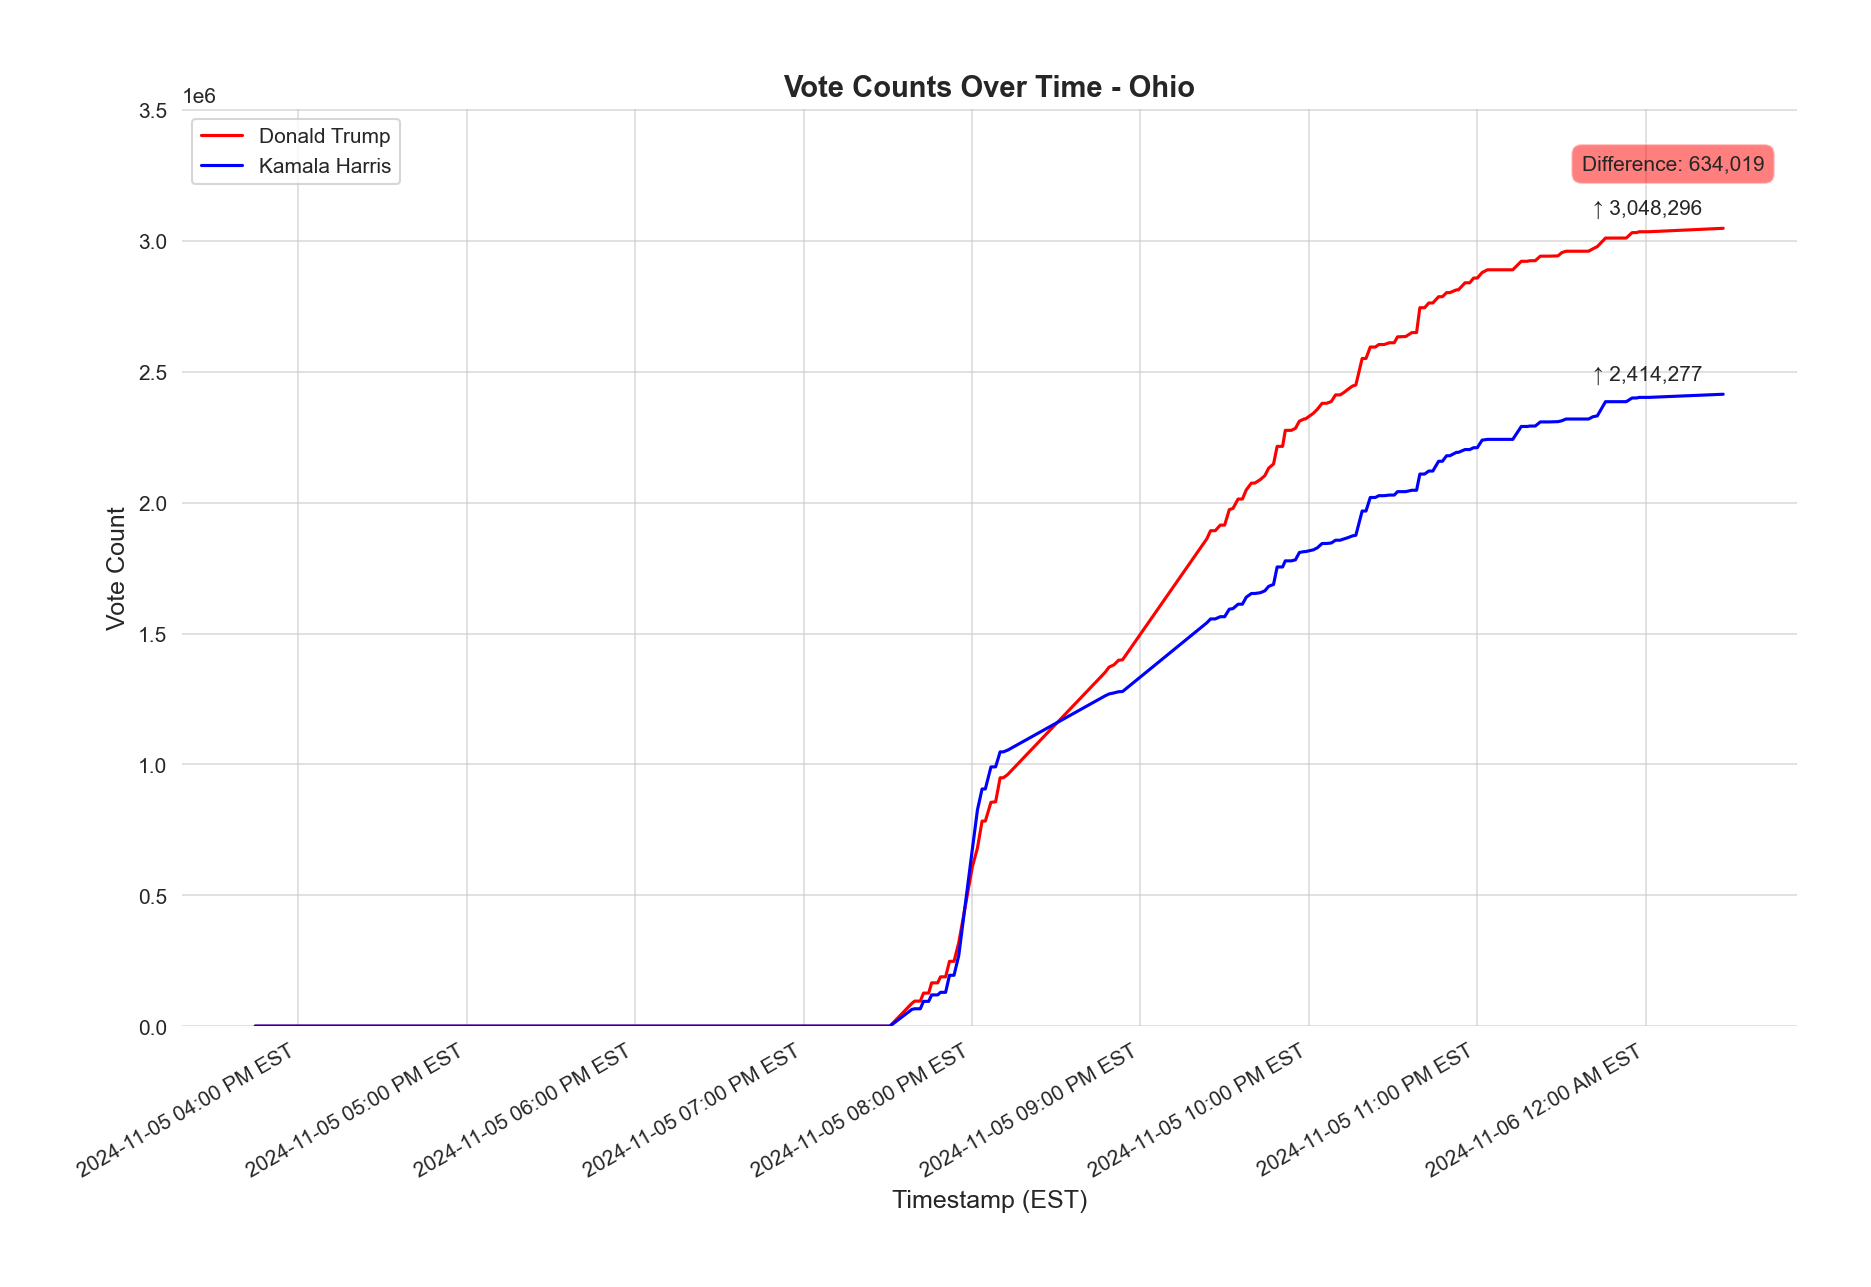 Vote Counts Over Time - Ohio
1e6
3.5
3.0
2.5
2.0
1.5
1.0
0.5
0.0
Vote Count
Donald Trump
Kamala Harris
Difference: 634,019
↑ 3,048,296
↑ 2,414,277
2024-11-05 04:00 PM EST
2024-11-05 05:00 PM EST
2024-11-05 06:00 PM EST
2024-11-05 07:00 PM EST
2024-11-05 08:00 PM EST
2024-11-05 09:00 PM EST
2024-11-05 10:00 PM EST
2024-11-05 11:00 PM EST
2024-11-06 12:00 AM EST
Timestamp (EST)